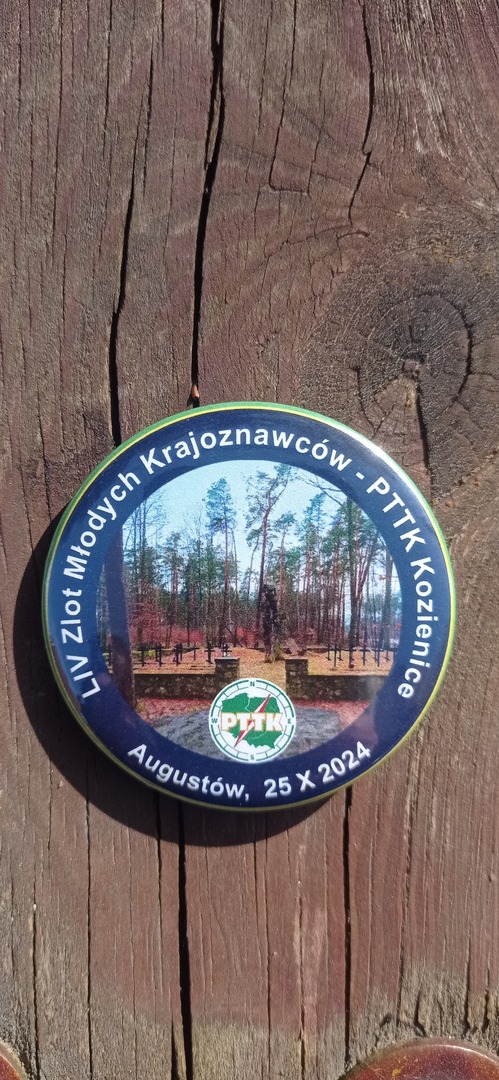 LIV Zlot Młodych Krajoznawców - PTTK Kozienice
N
W E
PTTK
S
Augustów, 25 X 2024